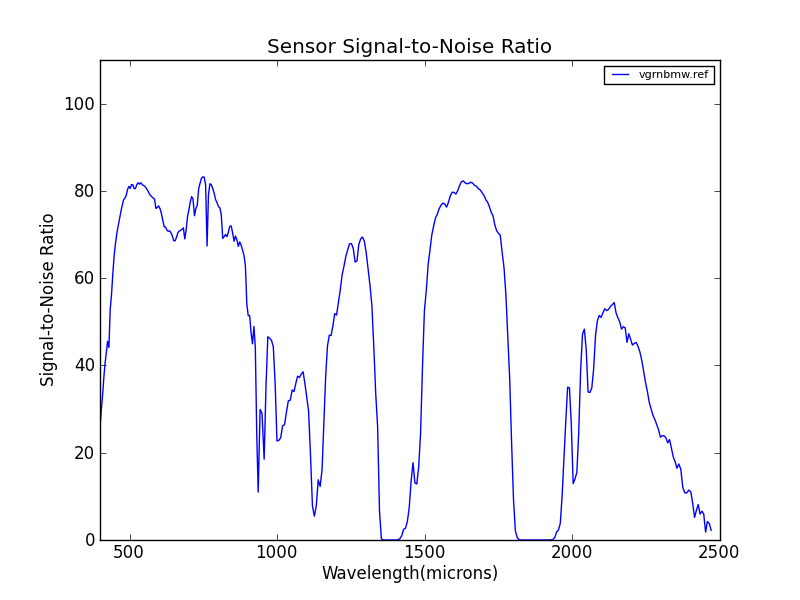 Sensor Signal-to-Noise Ratio
vgrnbmw.ref
Signal-to-Noise Ratio
100
80
60
40
20
0
500
1000
1500
2000
2500
Wavelength(microns)